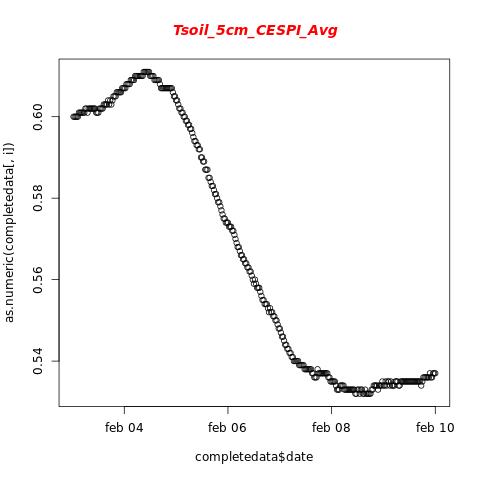 Tsoil_5cm_CESPI_Avg
as.numeric(completedata[, i])
0.60
0.58
0.56
0.54
feb 04 feb 06 feb 08 feb 10
completedata$date